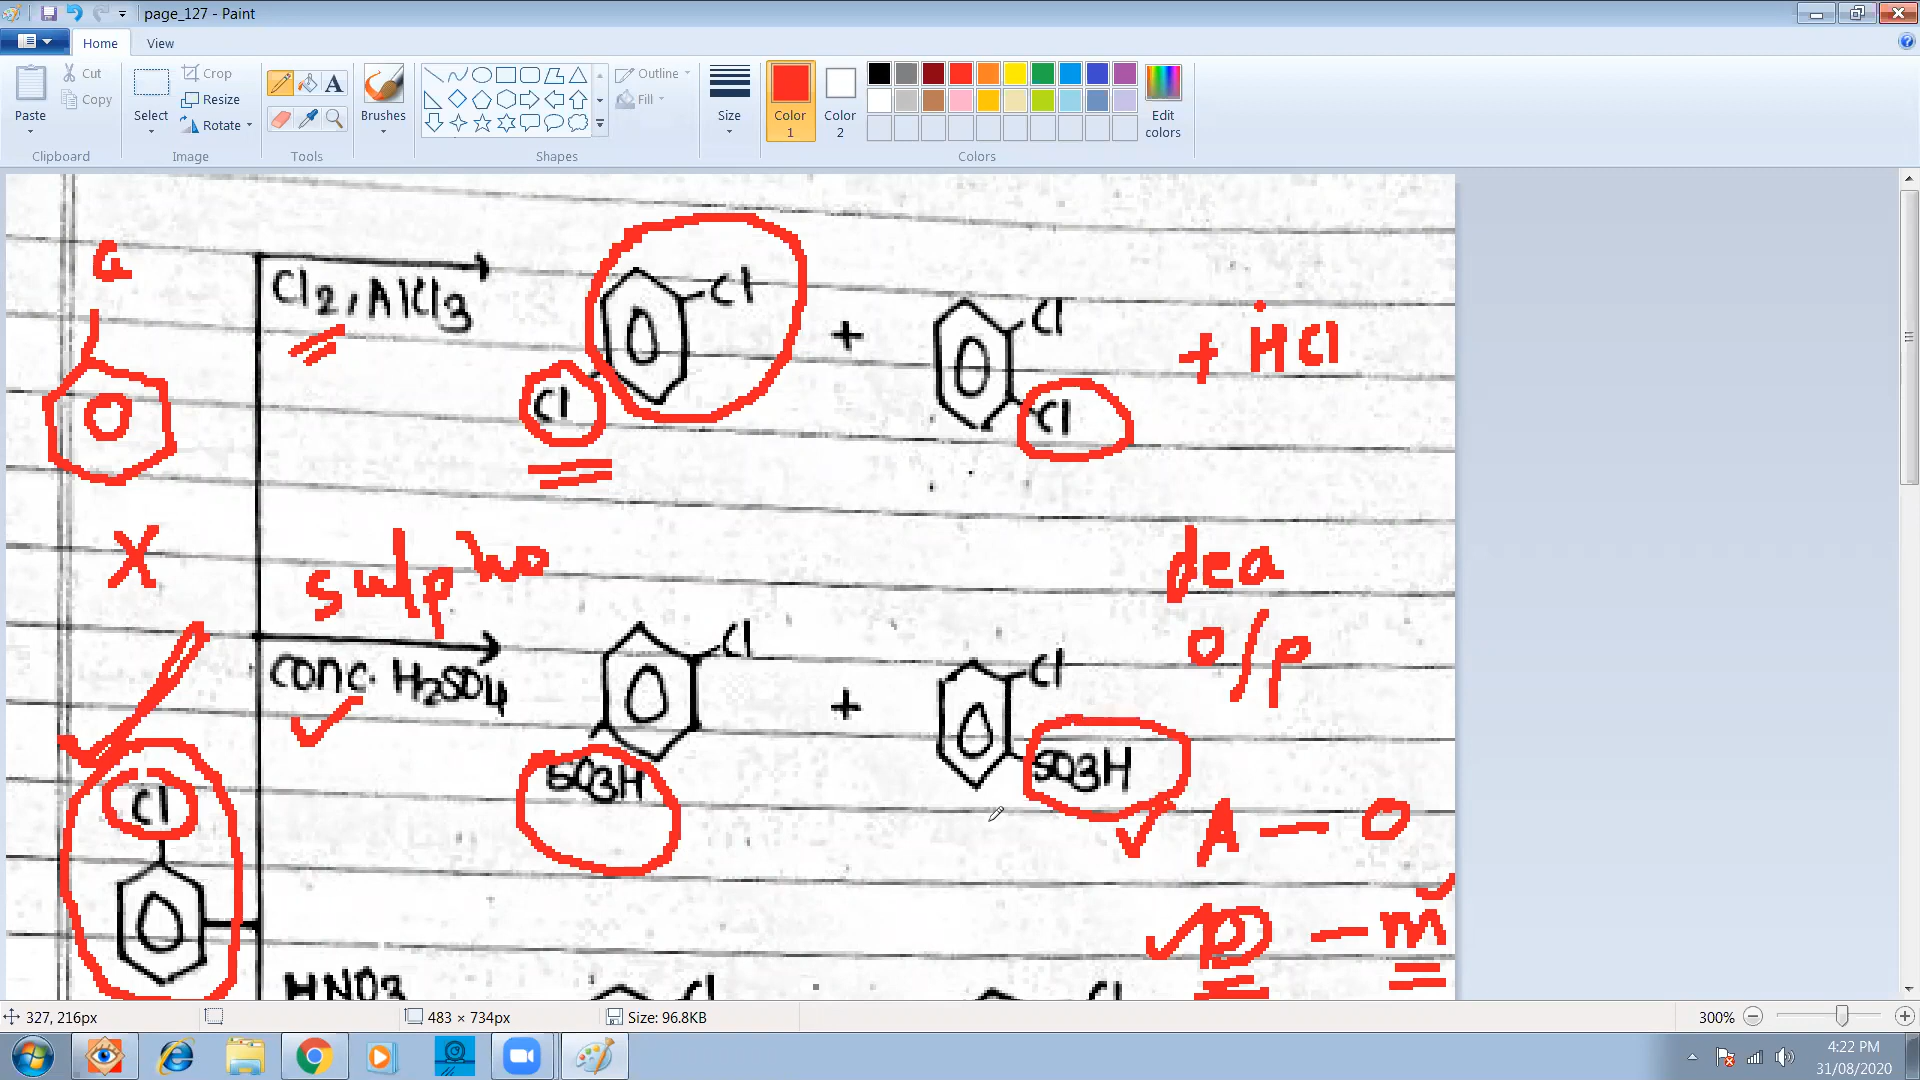 page_127 - Paint
Home View
Paste
Cut
Copy
Clipboard
Select
Crop
Resize
Rotate
Image
A
Tools
Brushes
Outline
Fill
Shapes
Size
Color 1
Color 2
Edit colors
Colors
Cl2, AlCl3
Cl
Cl
+
Cl
Cl
+ HCl
X
sulpho
conc. H2SO4
Cl
SO3H
+
Cl
SO3H
dea
o/p
A — O
D — m
Cl
HNO3
Cl
Cl
327, 216px
483 × 734px
Size: 96.8KB
300%
4:22 PM
31/08/2020